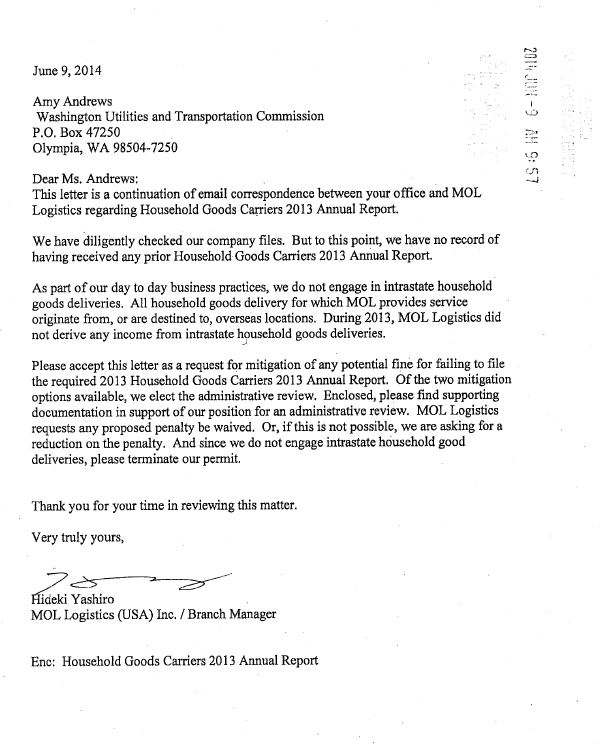 2014 JUN -9 AM 9:57
June 9, 2014
Amy Andrews
Washington Utilities and Transportation Commission
P.O. Box 47250
Olympia, WA 98504-7250
Dear Ms. Andrews:
This letter is a continuation of email correspondence between your office and MOL
Logistics regarding Household Goods Carriers 2013 Annual Report.
We have diligently checked our company files. But to this point, we have no record of
having received any prior Household Goods Carriers 2013 Annual Report.
As part of our day to day business practices, we do not engage in intrastate household
goods deliveries. All household goods delivery for which MOL provides service
originate from, or are destined to, overseas locations. During 2013, MOL Logistics did
not derive any income from intrastate household goods deliveries.
Please accept this letter as a request for mitigation of any potential fine for failing to file
the required 2013 Household Goods Carriers 2013 Annual Report. Of the two mitigation
options available, we elect the administrative review. Enclosed, please find supporting
documentation in support of our position for an administrative review. MOL Logistics
requests any proposed penalty be waived. Or, if this is not possible, we are asking for a
reduction on the penalty. And since we do not engage intrastate household good
deliveries, please terminate our permit.
Thank you for your time in reviewing this matter.
Very truly yours,
Hideki Yashiro
MOL Logistics (USA) Inc. / Branch Manager
Enc: Household Goods Carriers 2013 Annual Report